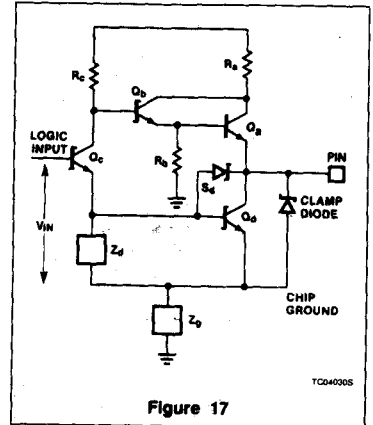 Rc
Ra
Qb
Qa
LOGIC
INPUT
Qc
Rb
Sd
PIN
VIN
Qd
CLAMP
DIODE
Zd
CHIP
GROUND
Zg
TC04030S
Figure 17